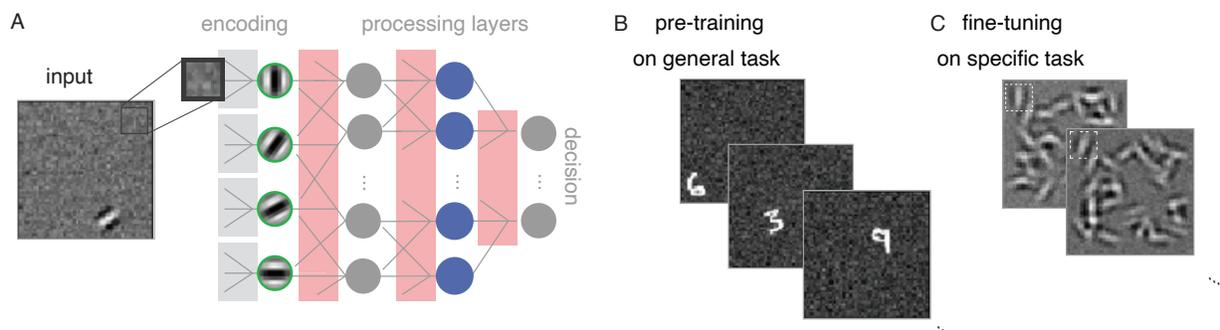 A
encoding
processing layers
input
decision
B
pre-training
on general task
6
3
9
C
fine-tuning
on specific task